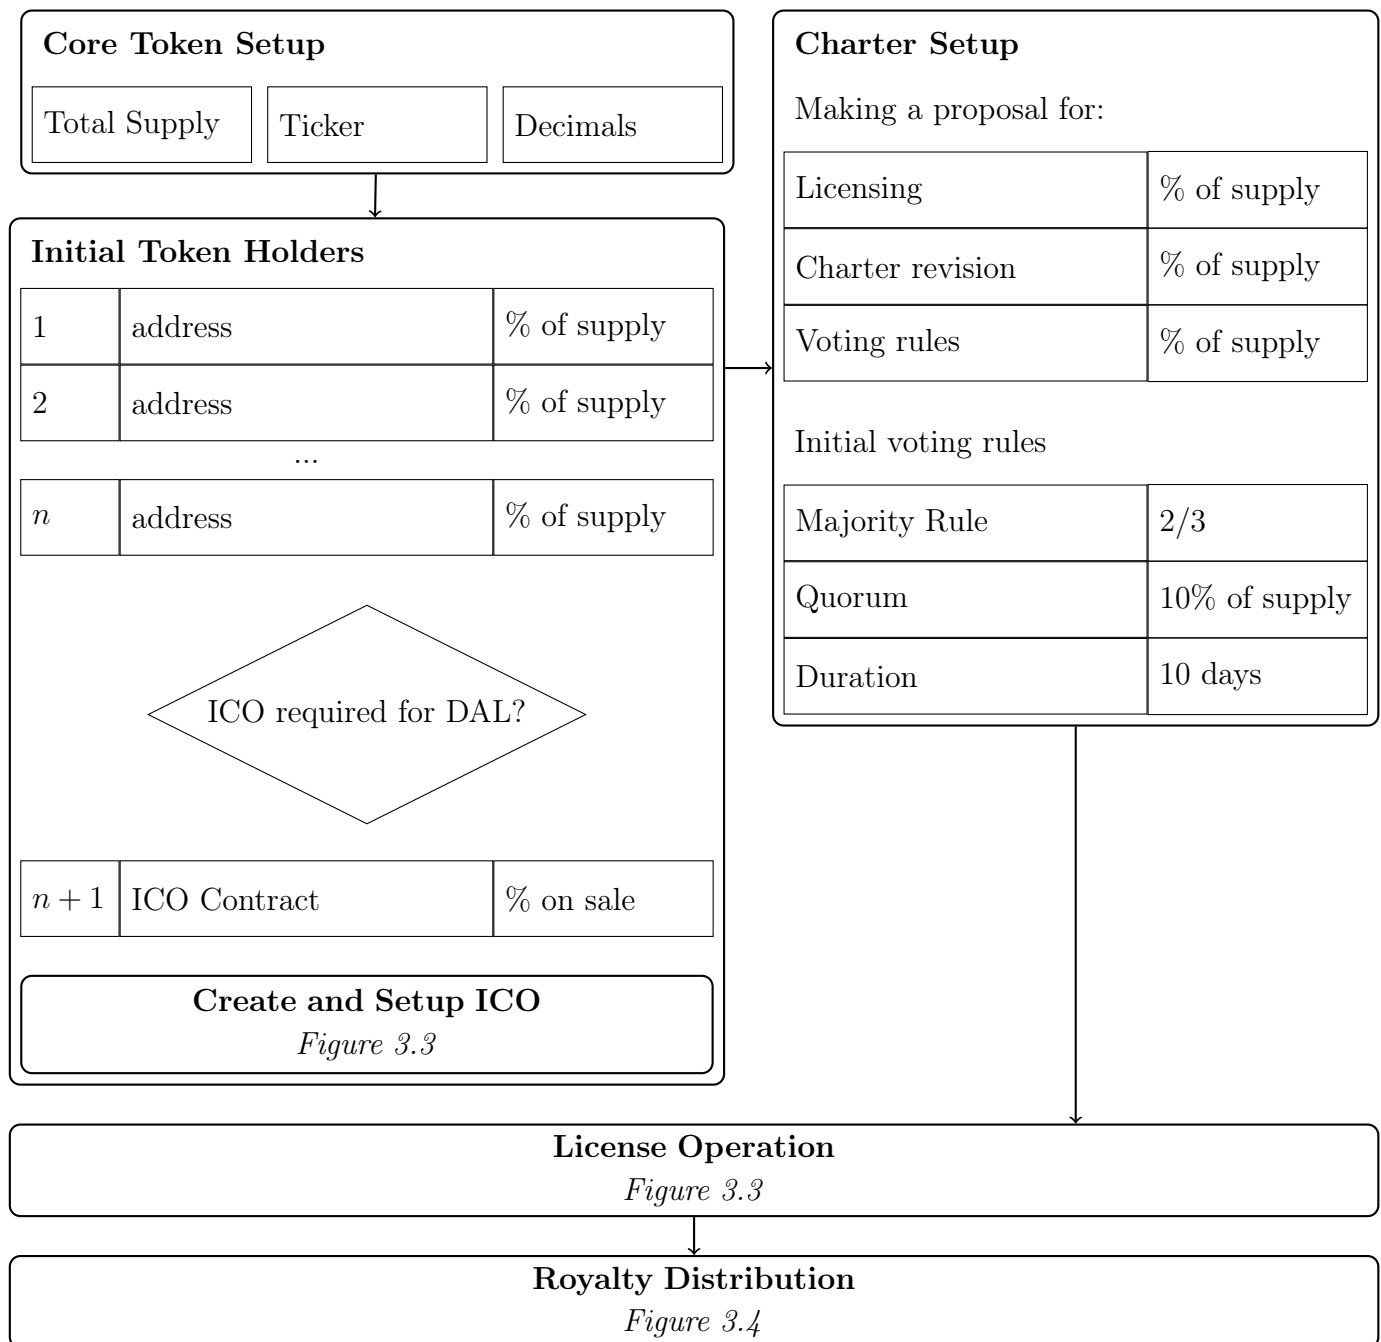 Core Token Setup
Total Supply
Ticker
Decimals
Initial Token Holders
1 address % of supply
2 address % of supply
...
n address % of supply
ICO required for DAL?
n + 1 ICO Contract % on sale
Create and Setup ICO
Figure 3.3
Charter Setup
Making a proposal for:
Licensing % of supply
Charter revision % of supply
Voting rules % of supply
Initial voting rules
Majority Rule 2/3
Quorum 10% of supply
Duration 10 days
License Operation
Figure 3.3
Royalty Distribution
Figure 3.4